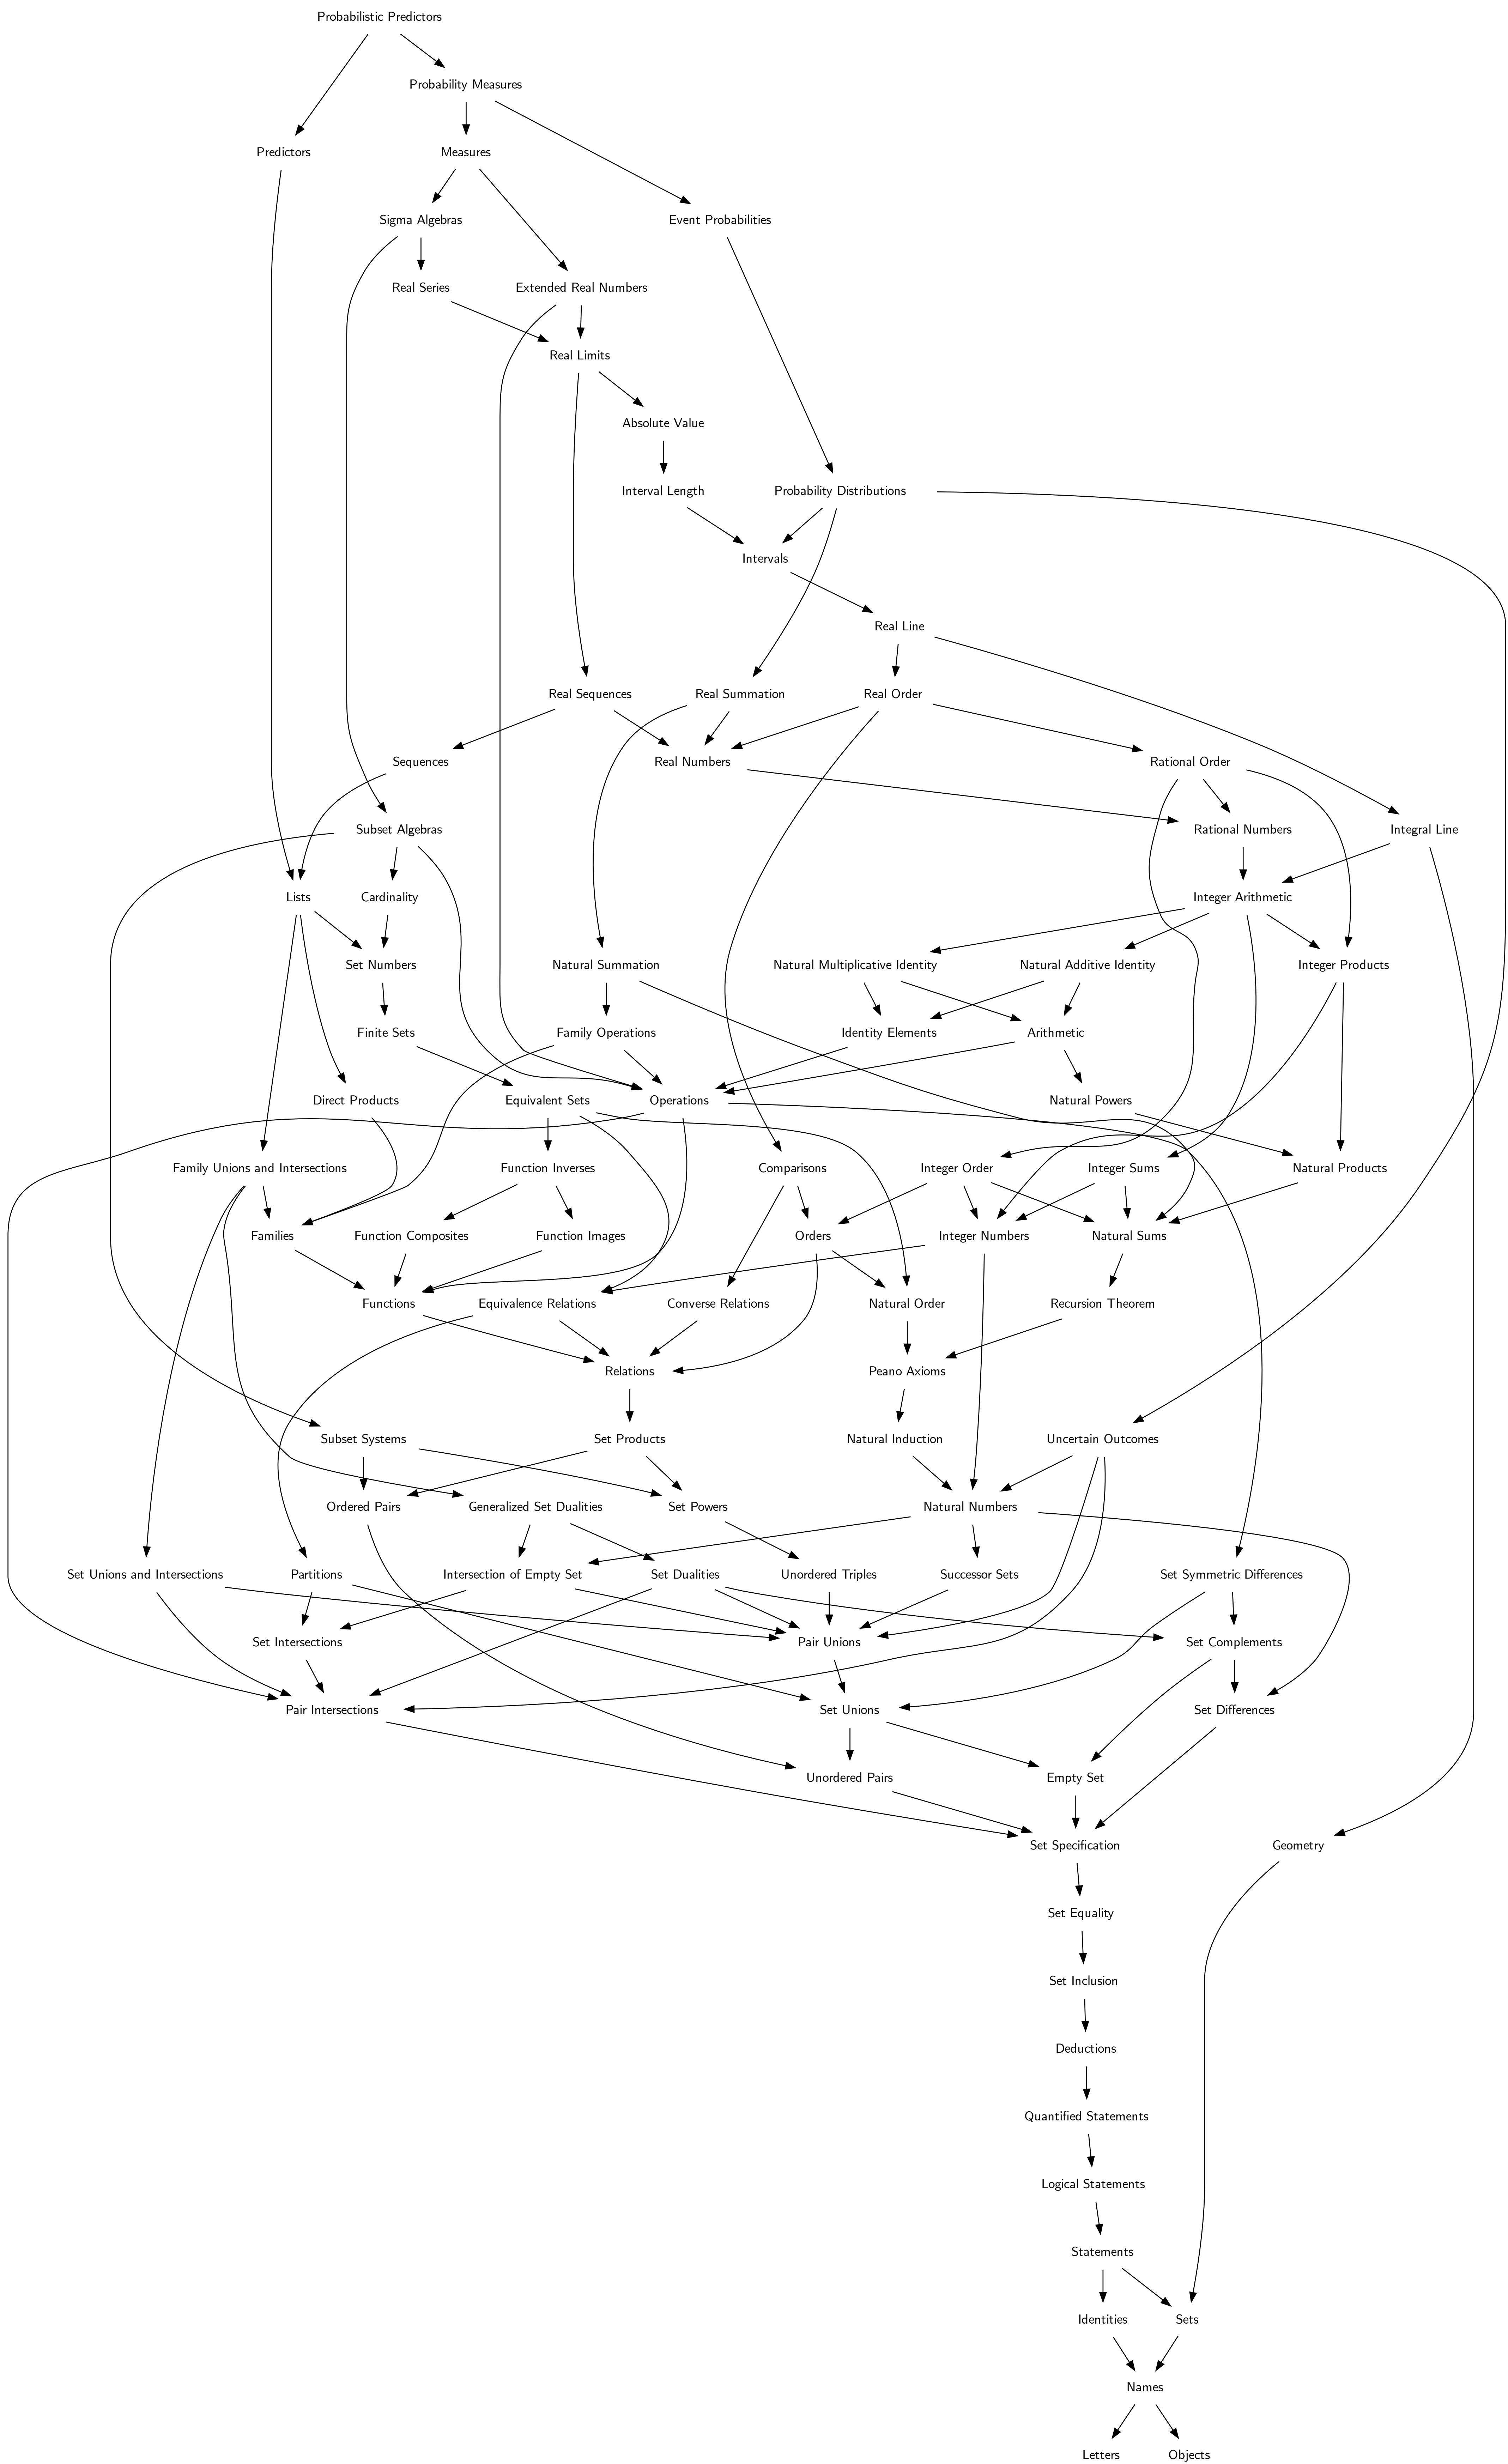 Probabilistic Predictors
Probability Measures
Predictors
Measures
Sigma Algebras
Event Probabilities
Real Series
Extended Real Numbers
Real Limits
Absolute Value
Interval Length
Probability Distributions
Intervals
Real Line
Real Sequences
Real Summation
Real Order
Sequences
Real Numbers
Rational Order
Subset Algebras
Rational Numbers
Integral Line
Lists
Cardinality
Integer Arithmetic
Set Numbers
Natural Summation
Natural Multiplicative Identity
Natural Additive Identity
Integer Products
Finite Sets
Family Operations
Identity Elements
Arithmetic
Direct Products
Equivalent Sets
Operations
Natural Powers
Family Unions and Intersections
Function Inverses
Comparisons
Integer Order
Integer Sums
Natural Products
Families
Function Composites
Function Images
Orders
Integer Numbers
Natural Sums
Functions
Equivalence Relations
Converse Relations
Natural Order
Recursion Theorem
Relations
Peano Axioms
Subset Systems
Set Products
Natural Induction
Uncertain Outcomes
Ordered Pairs
Generalized Set Dualities
Set Powers
Natural Numbers
Set Unions and Intersections
Partitions
Intersection of Empty Set
Set Dualities
Unordered Triples
Successor Sets
Set Symmetric Differences
Set Intersections
Pair Unions
Set Complements
Pair Intersections
Set Unions
Set Differences
Unordered Pairs
Empty Set
Set Specification
Geometry
Set Equality
Set Inclusion
Deductions
Quantified Statements
Logical Statements
Statements
Identities
Sets
Names
Letters
Objects